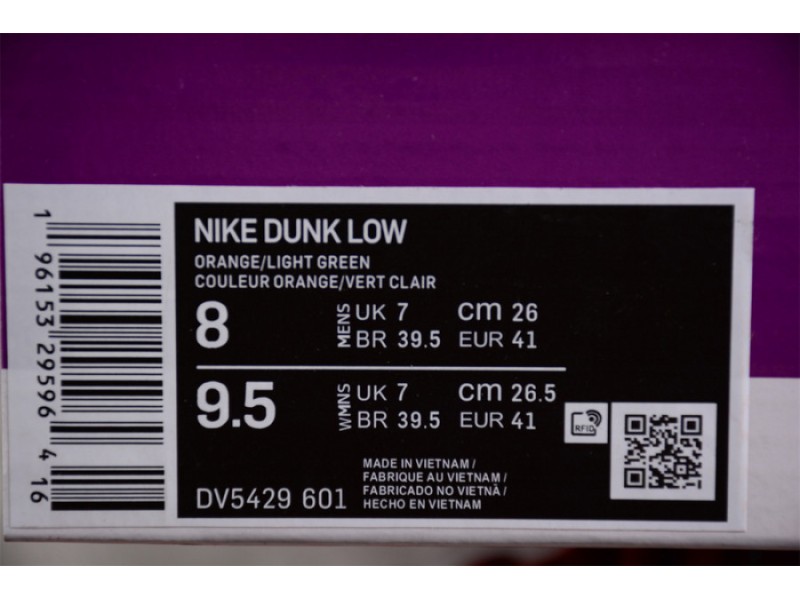 NIKE DUNK LOW
ORANGE/LIGHT GREEN
COULEUR ORANGE/VERT CLAIR
8
MENS
UK 7
cm 26
BR 39.5
EUR 41
9.5
WMNS
UK 7
cm 26.5
BR 39.5
EUR 41
RFID
MADE IN VIETNAM /
FABRIQUE AU VIETNAM /
FABRICADO NO VIETNÃ /
HECHO EN VIETNAM
DV5429 601
1 96153 29596 4 16